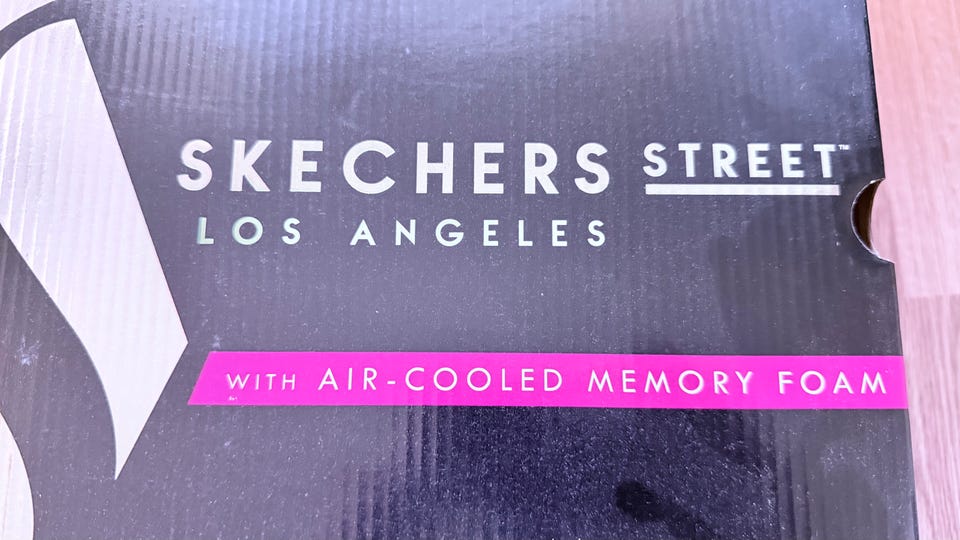 SKECHERS STREET™
LOS ANGELES
WITH AIR-COOLED MEMORY FOAM